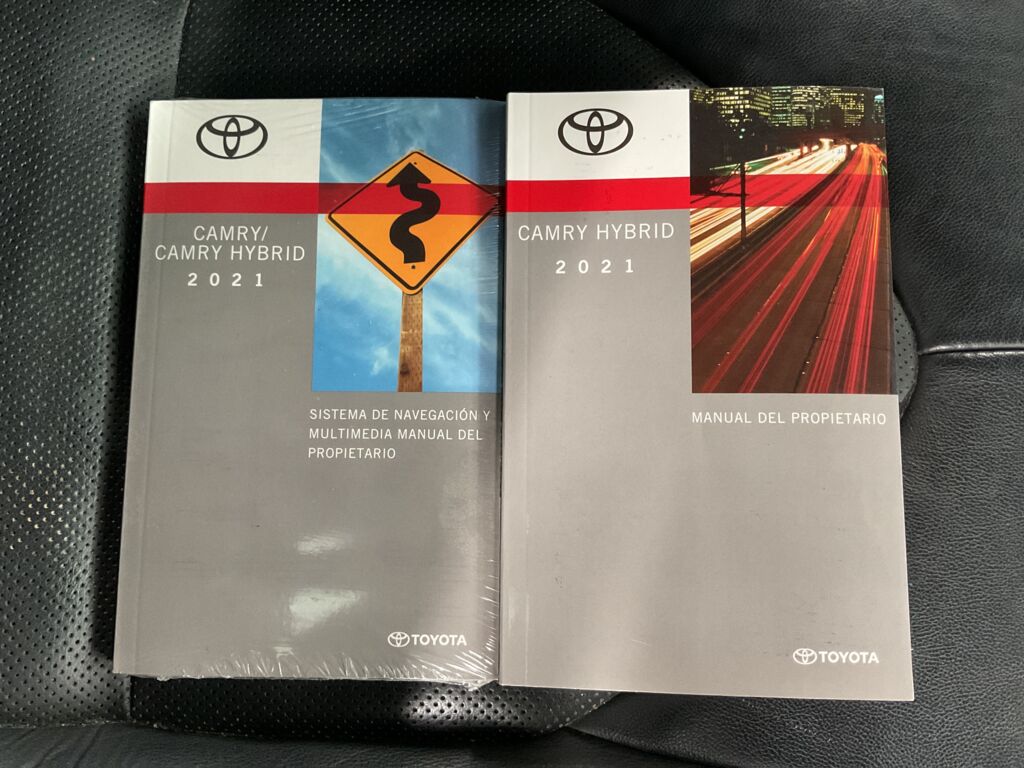 CAMRY/
CAMRY HYBRID
2021
SISTEMA DE NAVEGACIÓN Y
MULTIMEDIA MANUAL DEL
PROPIETARIO
TOYOTA
CAMRY HYBRID
2021
MANUAL DEL PROPIETARIO
TOYOTA